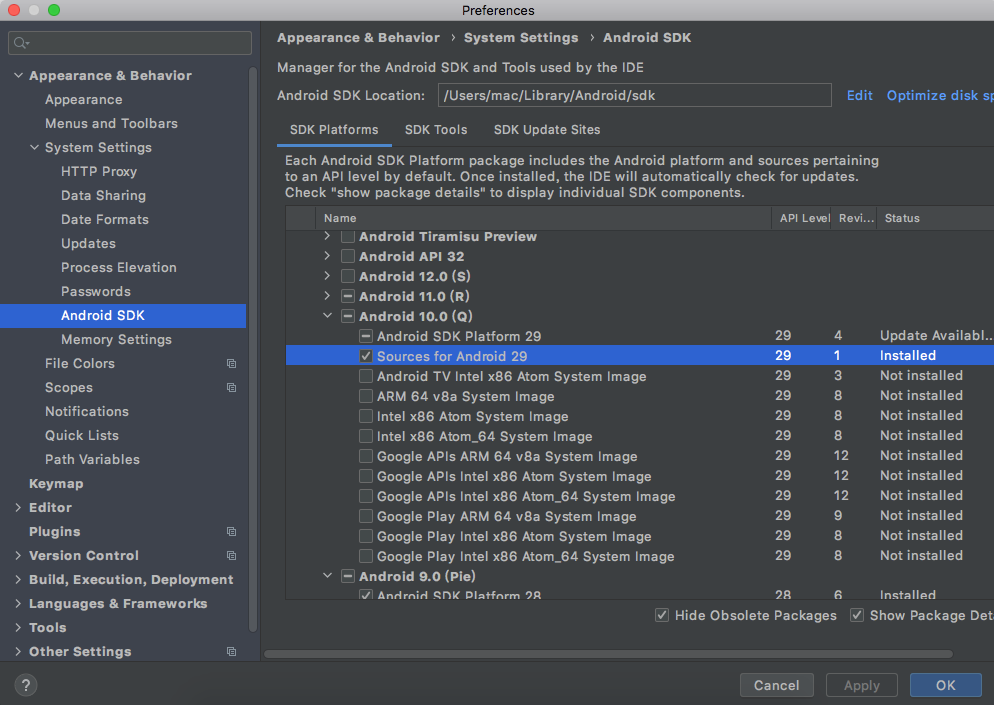 Preferences
Appearance & Behavior
Appearance
Menus and Toolbars
System Settings
HTTP Proxy
Data Sharing
Date Formats
Updates
Process Elevation
Passwords
Android SDK
Memory Settings
File Colors
Scopes
Notifications
Quick Lists
Path Variables
Keymap
Editor
Plugins
Version Control
Build, Execution, Deployment
Languages & Frameworks
Tools
Other Settings
Appearance & Behavior › System Settings › Android SDK
Manager for the Android SDK and Tools used by the IDE
Android SDK Location: /Users/mac/Library/Android/sdk Edit Optimize disk sp
SDK Platforms SDK Tools SDK Update Sites
Each Android SDK Platform package includes the Android platform and sources pertaining
to an API level by default. Once installed, the IDE will automatically check for updates.
Check "show package details" to display individual SDK components.
Name API Level Revi... Status
Android Tiramisu Preview
Android API 32
Android 12.0 (S)
Android 11.0 (R)
Android 10.0 (Q)
Android SDK Platform 29 29 4 Update Availabl..
Sources for Android 29 29 1 Installed
Android TV Intel x86 Atom System Image 29 3 Not installed
ARM 64 v8a System Image 29 8 Not installed
Intel x86 Atom System Image 29 8 Not installed
Intel x86 Atom_64 System Image 29 8 Not installed
Google APIs ARM 64 v8a System Image 29 12 Not installed
Google APIs Intel x86 Atom System Image 29 12 Not installed
Google APIs Intel x86 Atom_64 System Image 29 12 Not installed
Google Play ARM 64 v8a System Image 29 9 Not installed
Google Play Intel x86 Atom System Image 29 8 Not installed
Google Play Intel x86 Atom_64 System Image 29 8 Not installed
Android 9.0 (Pie)
Android SDK Platform 28 28 6 Installed
Hide Obsolete Packages Show Package Deta
? Cancel Apply OK